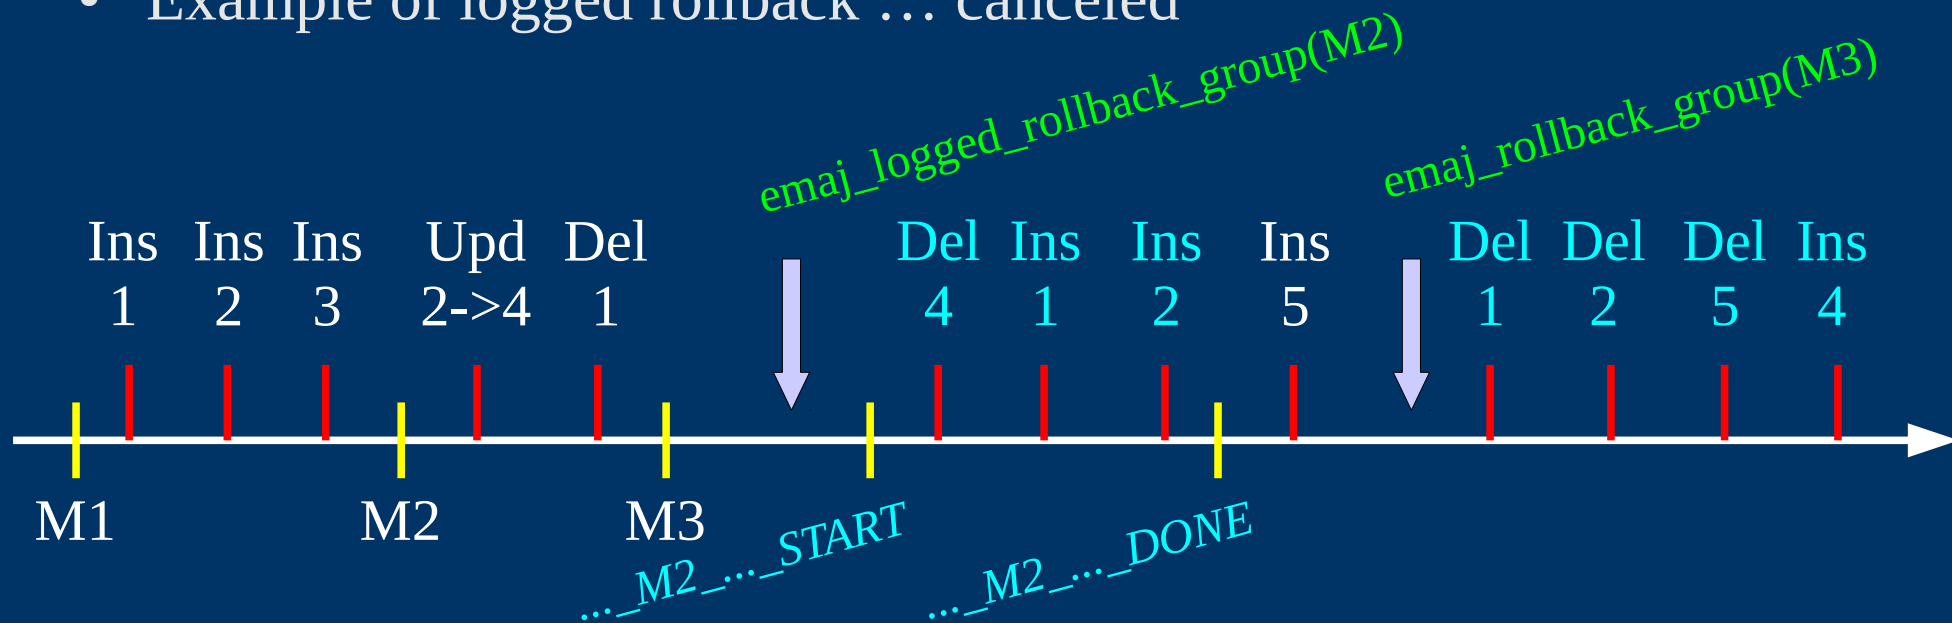 • Example of logged rollback … canceled
emaj_logged_rollback_group(M2)
emaj_rollback_group(M3)
Ins Ins Ins Upd Del Del Ins Ins Ins Del Del Del Ins
1 2 3 2->4 1 4 1 2 5 1 2 5 4
M1 M2 M3
..._M2_..._START
..._M2_..._DONE